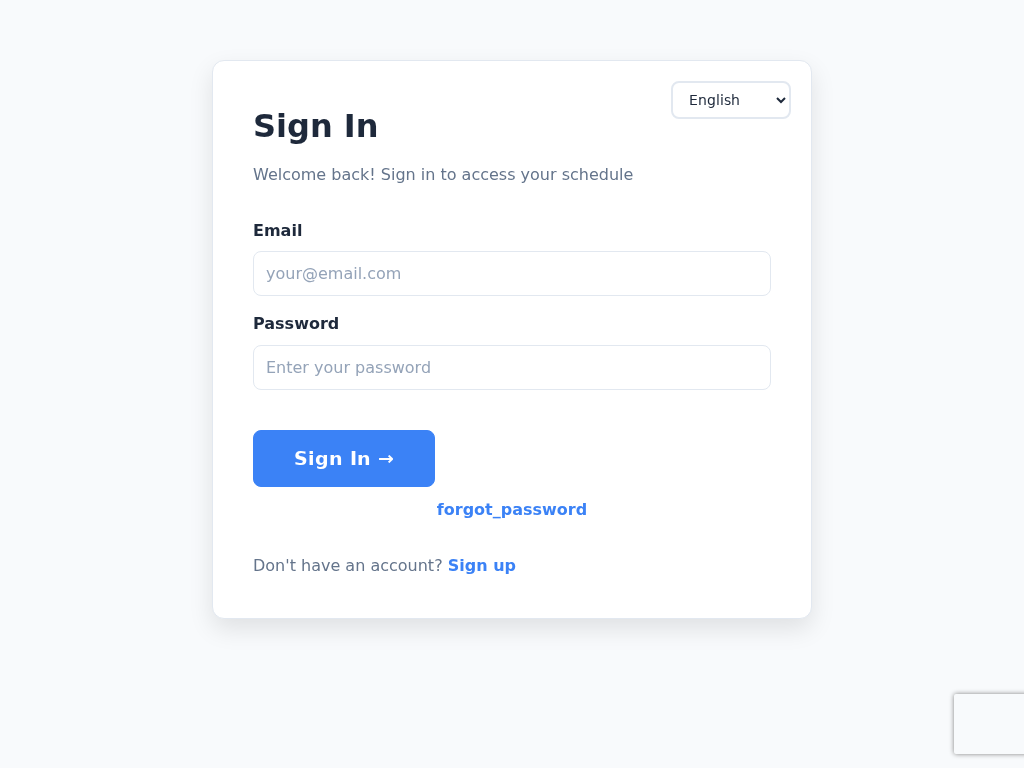 English
Sign In
Welcome back! Sign in to access your schedule
Email
your@email.com
Password
Enter your password
Sign In →
forgot_password
Don't have an account? Sign up